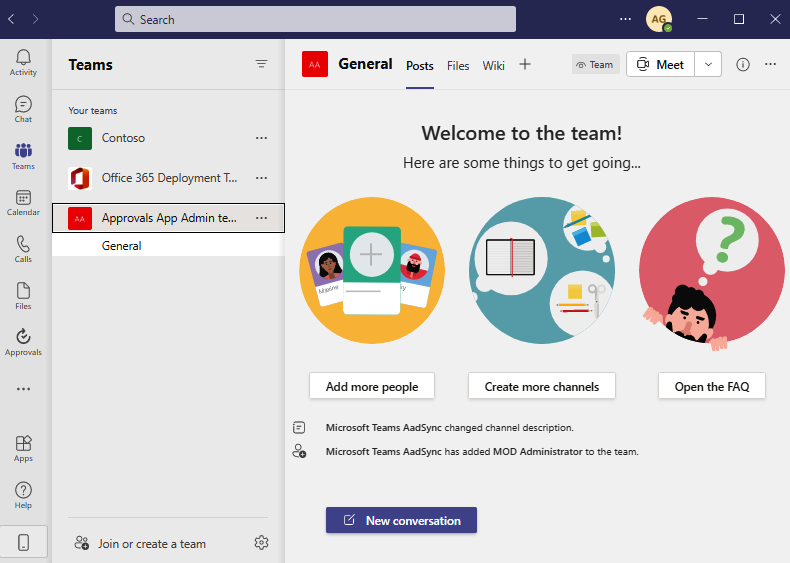 Search
AG
Activity
Chat
Teams
Calendar
Calls
Files
Approvals
Apps
Help
Teams
Your teams
C
Contoso
Office 365 Deployment T...
AA
Approvals App Admin te...
General
Join or create a team
AA
General
Posts
Files
Wiki
Team
Meet
Welcome to the team!
Here are some things to get going...
Maxine
Add more people
Create more channels
Open the FAQ
Microsoft Teams AadSync changed channel description.
Microsoft Teams AadSync has added MOD Administrator to the team.
New conversation